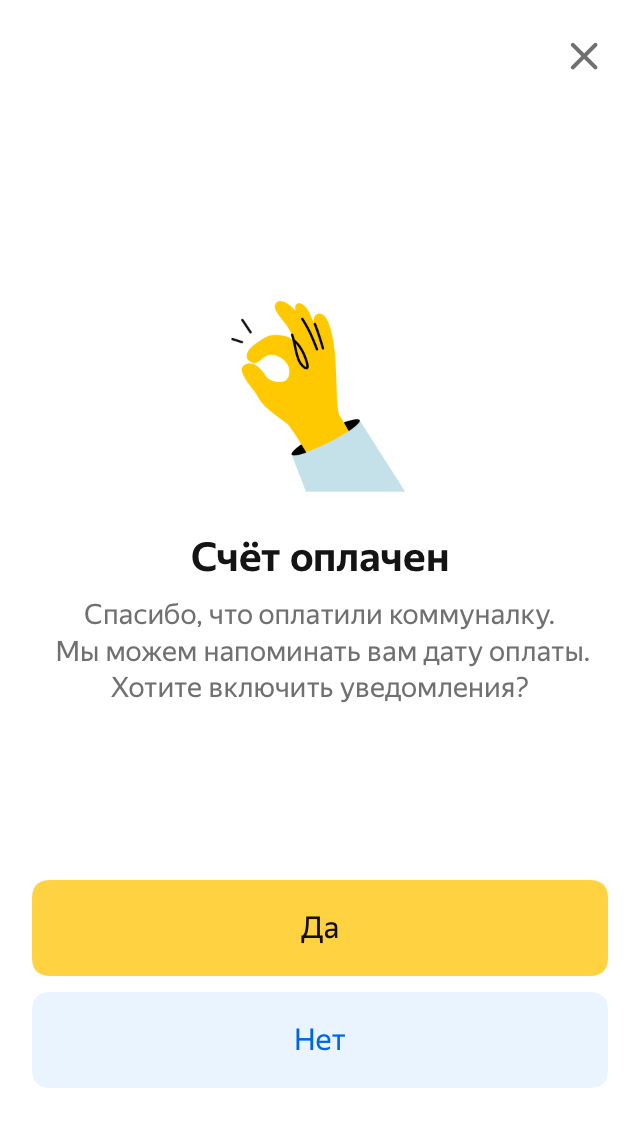 Счёт оплачен
Спасибо, что оплатили коммуналку.
Мы можем напоминать вам дату оплаты.
Хотите включить уведомления?
Да
Нет